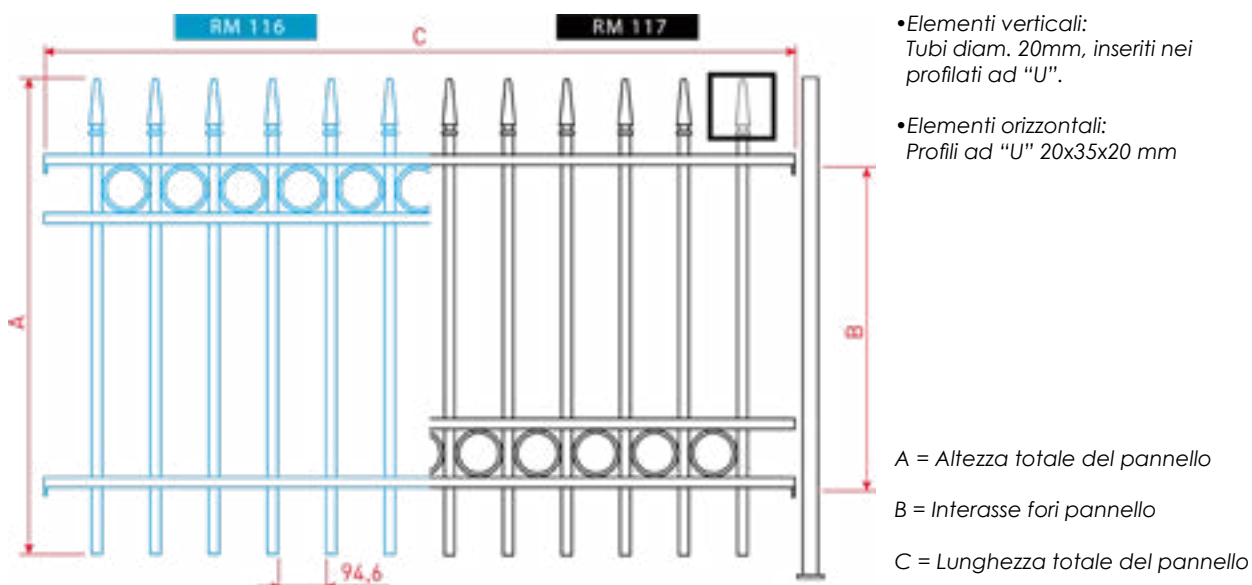 RM 116
RM 117
C
•Elementi verticali:
Tubi diam. 20mm, inseriti nei
profilati ad “U”.
•Elementi orizzontali:
Profili ad “U” 20x35x20 mm
A
B
A = Altezza totale del pannello
B = Interasse fori pannello
C = Lunghezza totale del pannello
94,6